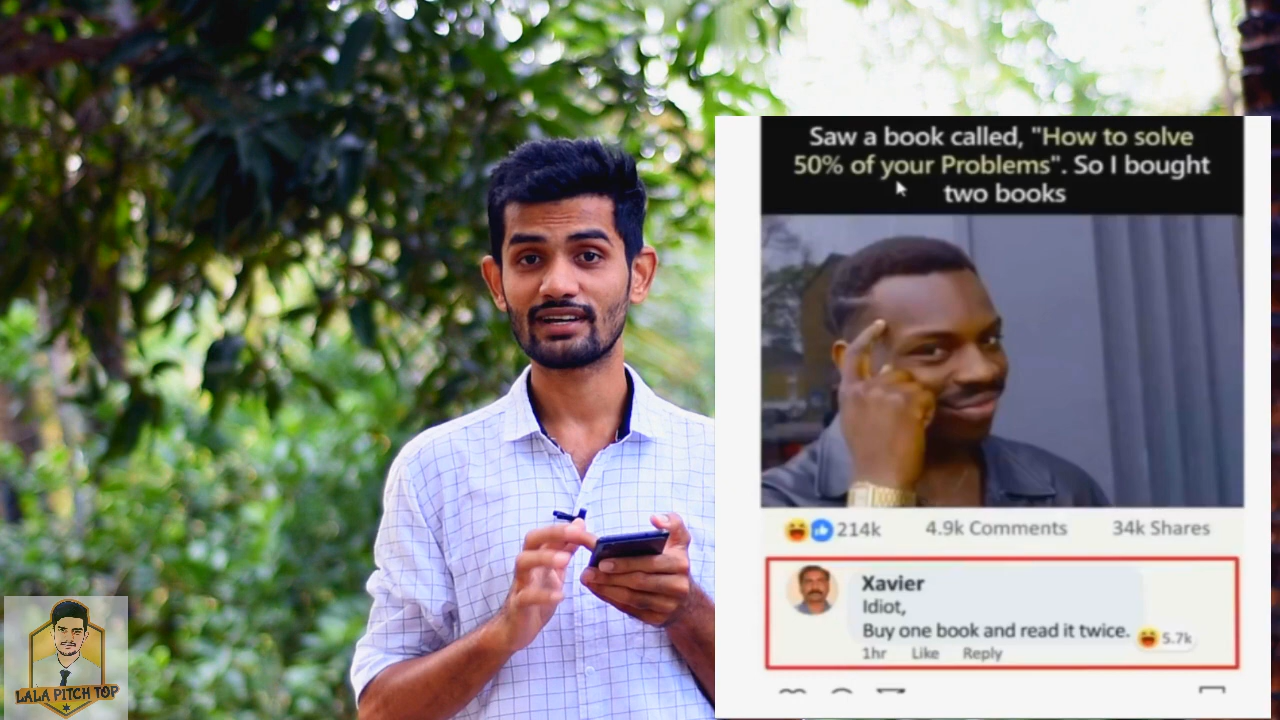 Saw a book called, "How to solve
50% of your Problems". So I bought
two books
214k 4.9k Comments 34k Shares
Xavier
Idiot,
Buy one book and read it twice.
5.7k
1hr Like Reply
LALA PITCH TOP